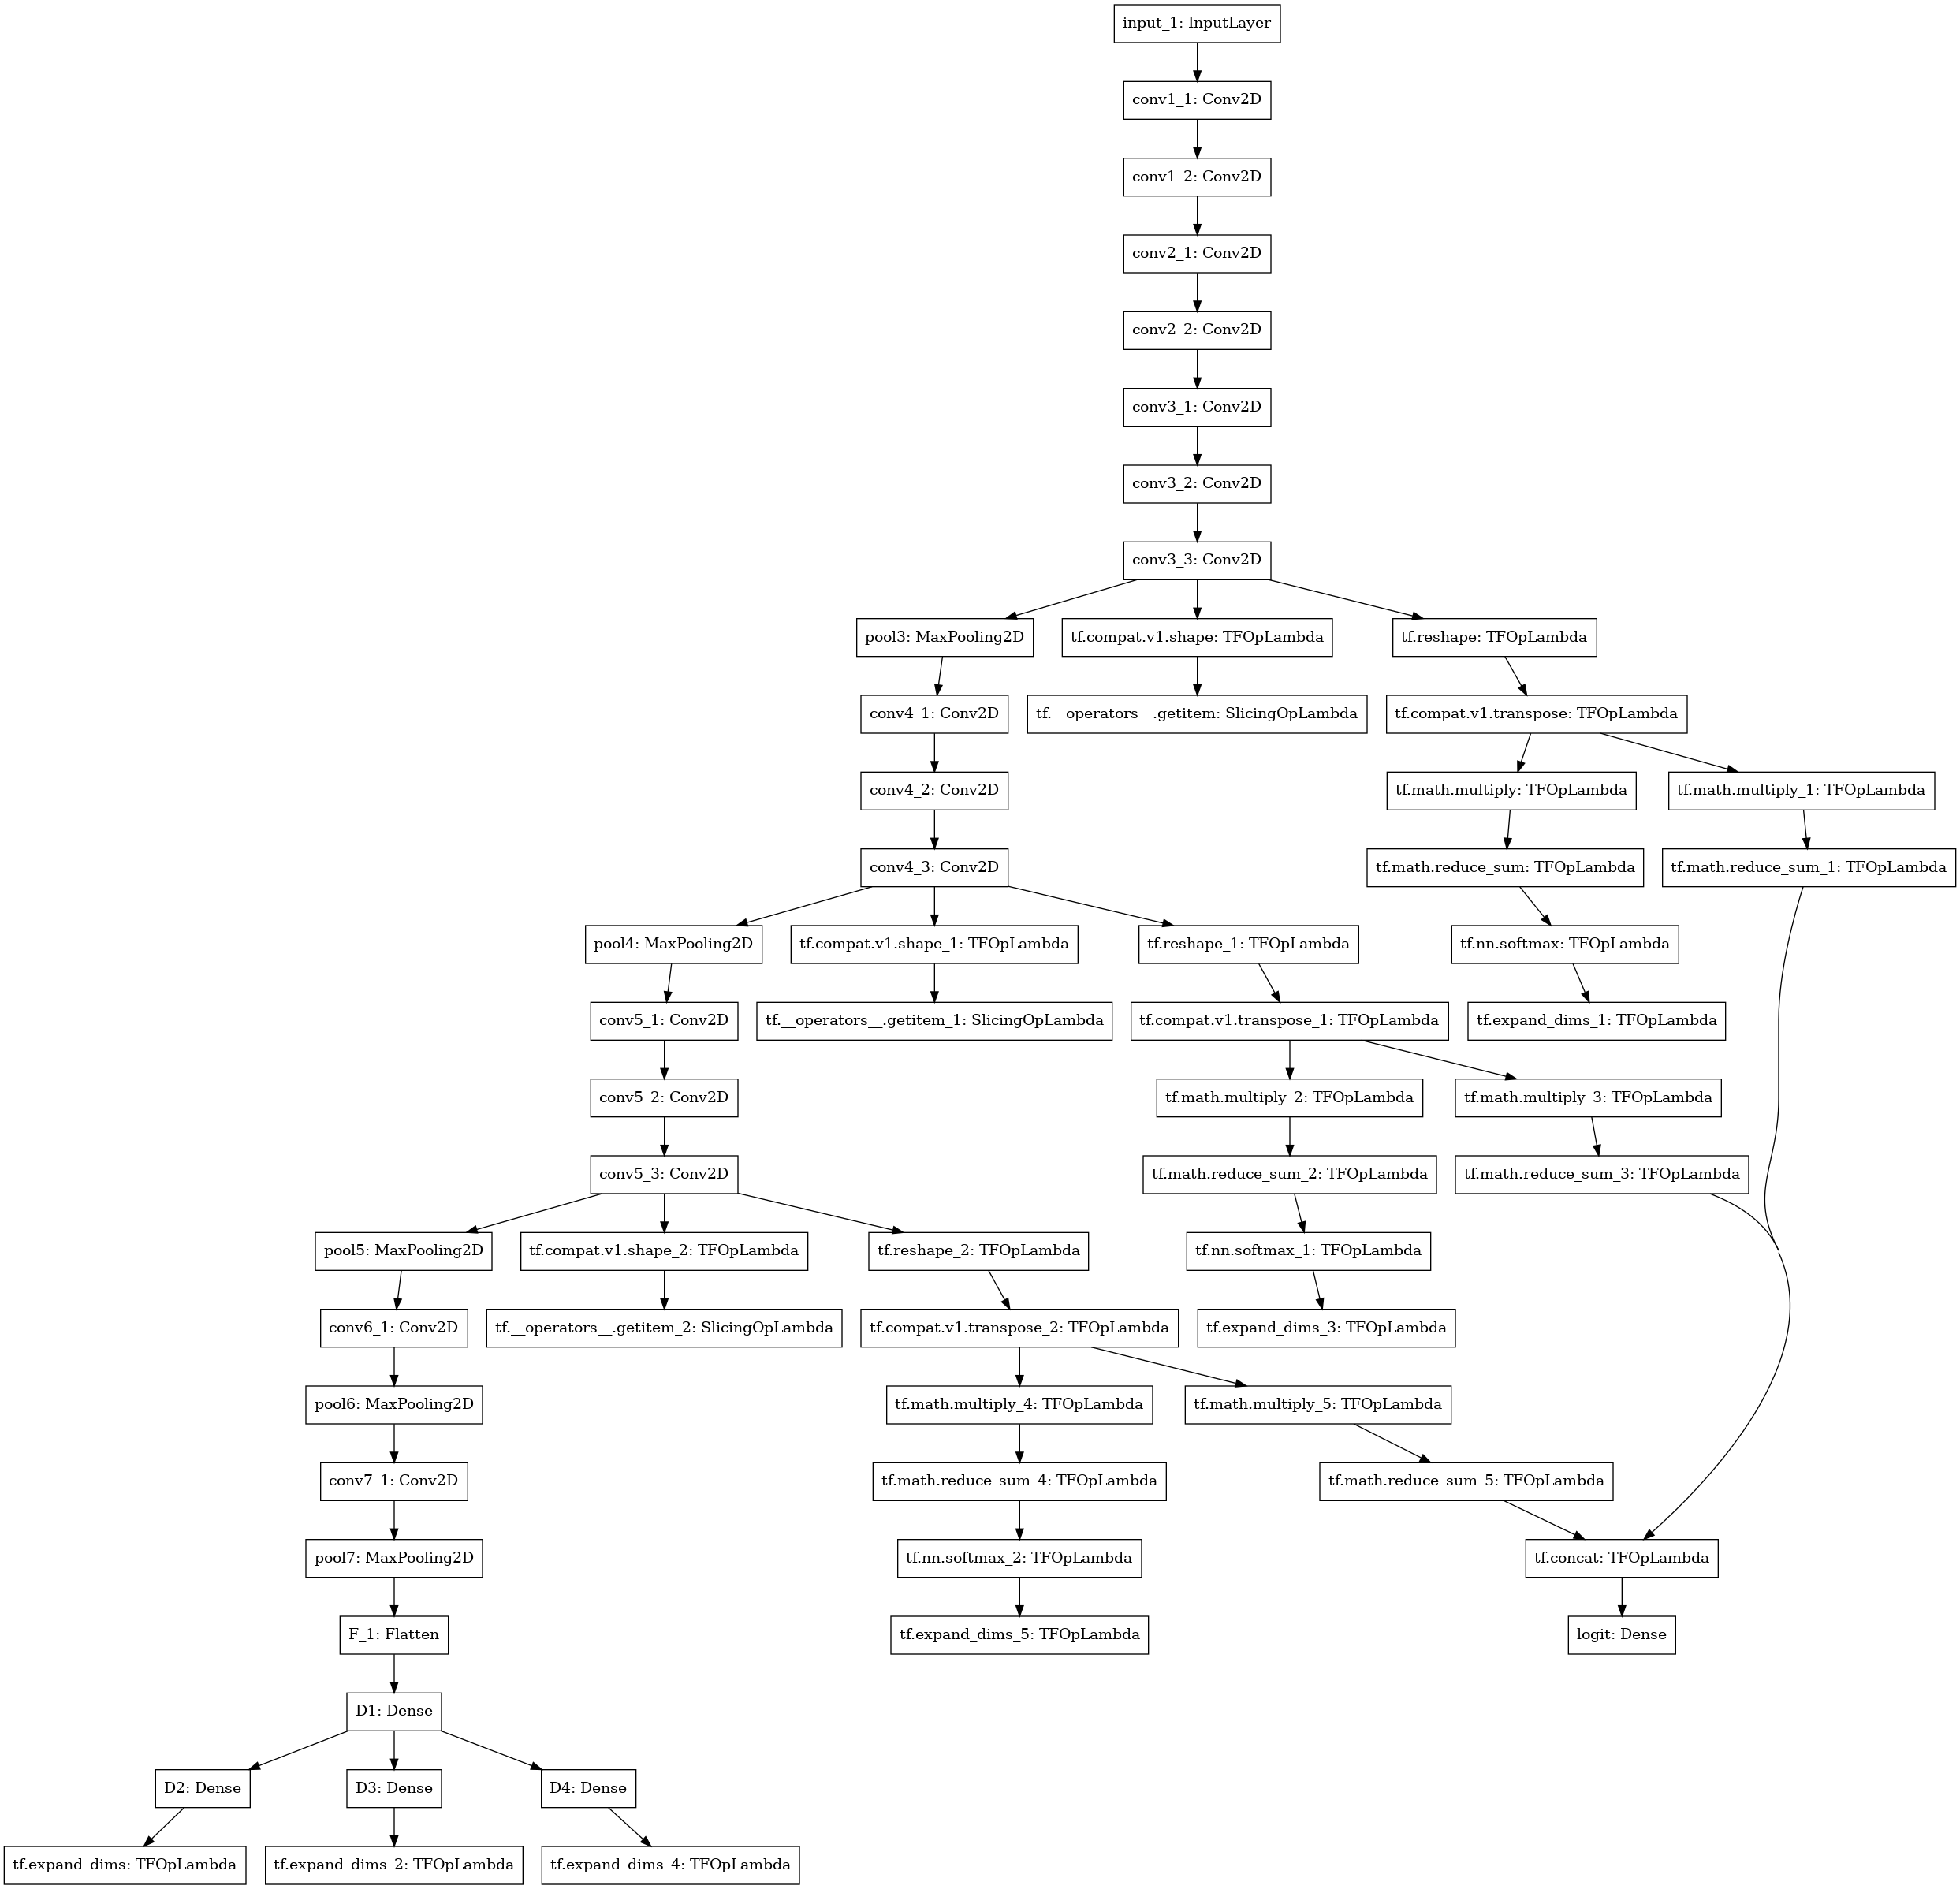 input_1: InputLayer
conv1_1: Conv2D
conv1_2: Conv2D
conv2_1: Conv2D
conv2_2: Conv2D
conv3_1: Conv2D
conv3_2: Conv2D
conv3_3: Conv2D
pool3: MaxPooling2D
tf.compat.v1.shape: TFOpLambda
tf.reshape: TFOpLambda
conv4_1: Conv2D
tf.__operators__.getitem: SlicingOpLambda
tf.compat.v1.transpose: TFOpLambda
conv4_2: Conv2D
tf.math.multiply: TFOpLambda
tf.math.multiply_1: TFOpLambda
conv4_3: Conv2D
tf.math.reduce_sum: TFOpLambda
tf.math.reduce_sum_1: TFOpLambda
pool4: MaxPooling2D
tf.compat.v1.shape_1: TFOpLambda
tf.reshape_1: TFOpLambda
tf.nn.softmax: TFOpLambda
conv5_1: Conv2D
tf.__operators__.getitem_1: SlicingOpLambda
tf.compat.v1.transpose_1: TFOpLambda
tf.expand_dims_1: TFOpLambda
conv5_2: Conv2D
tf.math.multiply_2: TFOpLambda
tf.math.multiply_3: TFOpLambda
conv5_3: Conv2D
tf.math.reduce_sum_2: TFOpLambda
tf.math.reduce_sum_3: TFOpLambda
pool5: MaxPooling2D
tf.compat.v1.shape_2: TFOpLambda
tf.reshape_2: TFOpLambda
tf.nn.softmax_1: TFOpLambda
conv6_1: Conv2D
tf.__operators__.getitem_2: SlicingOpLambda
tf.compat.v1.transpose_2: TFOpLambda
tf.expand_dims_3: TFOpLambda
pool6: MaxPooling2D
tf.math.multiply_4: TFOpLambda
tf.math.multiply_5: TFOpLambda
conv7_1: Conv2D
tf.math.reduce_sum_4: TFOpLambda
tf.math.reduce_sum_5: TFOpLambda
pool7: MaxPooling2D
tf.nn.softmax_2: TFOpLambda
tf.concat: TFOpLambda
F_1: Flatten
tf.expand_dims_5: TFOpLambda
logit: Dense
D1: Dense
D2: Dense
D3: Dense
D4: Dense
tf.expand_dims: TFOpLambda
tf.expand_dims_2: TFOpLambda
tf.expand_dims_4: TFOpLambda